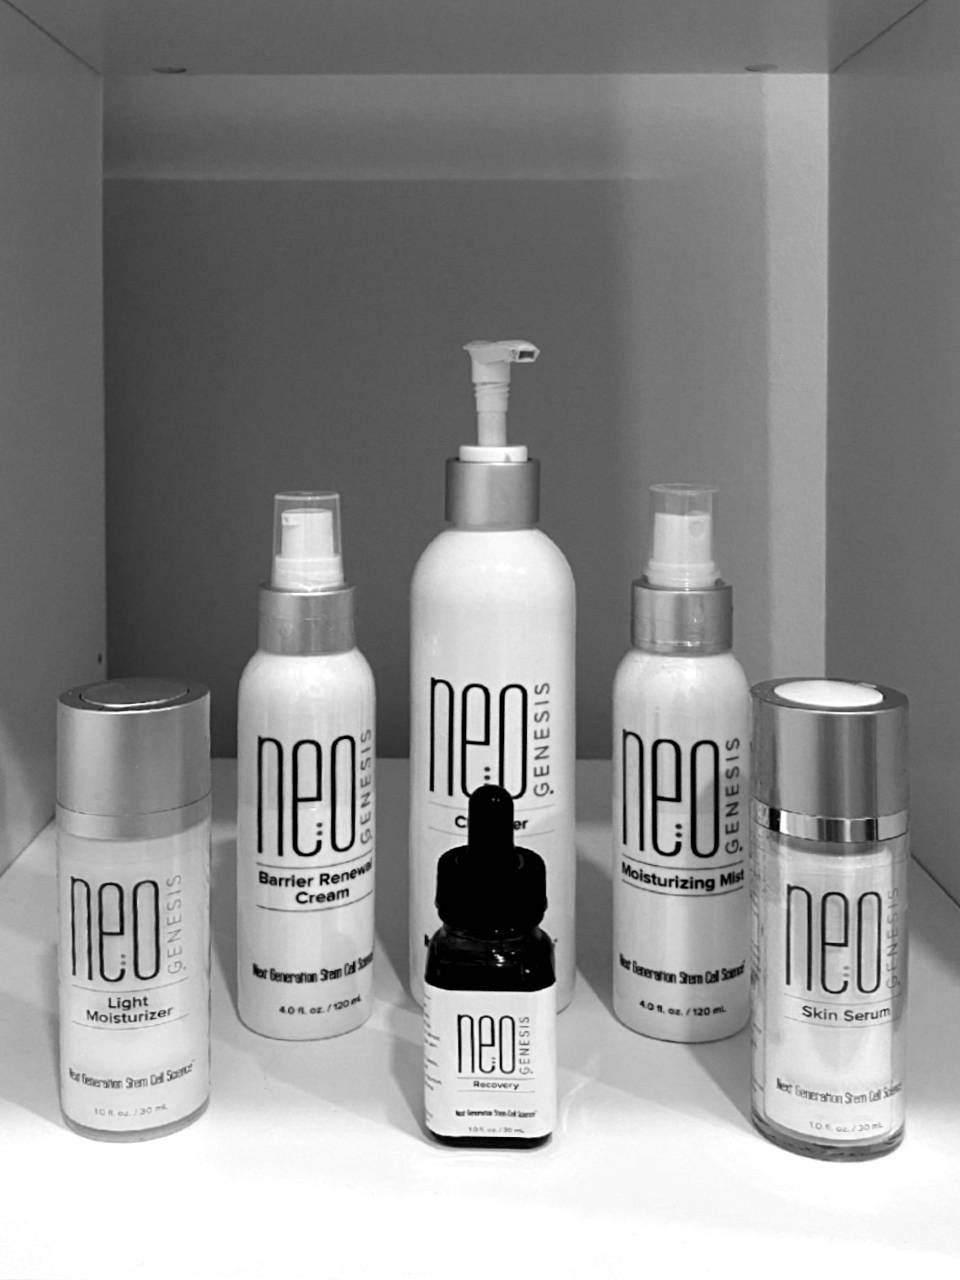 neo
GENESIS
Light
Moisturizer
Next Generation Stem Cell Science™
1.0 fl. oz. / 30 mL
neo
GENESIS
Barrier Renewal
Cream
Next Generation Stem Cell Science
4.0 fl. oz. / 120 mL
neo
GENESIS
neo
GENESIS
Recovery
Next Generation Stem Cell Science™
1.0 fl. oz. / 30 mL
neo
GENESIS
Moisturizing Mist
Next Generation Stem Cell Science™
4.0 fl. oz. / 120 mL
neo
GENESIS
Skin Serum
Next Generation Stem Cell Science
1.0 fl. oz. / 30 mL